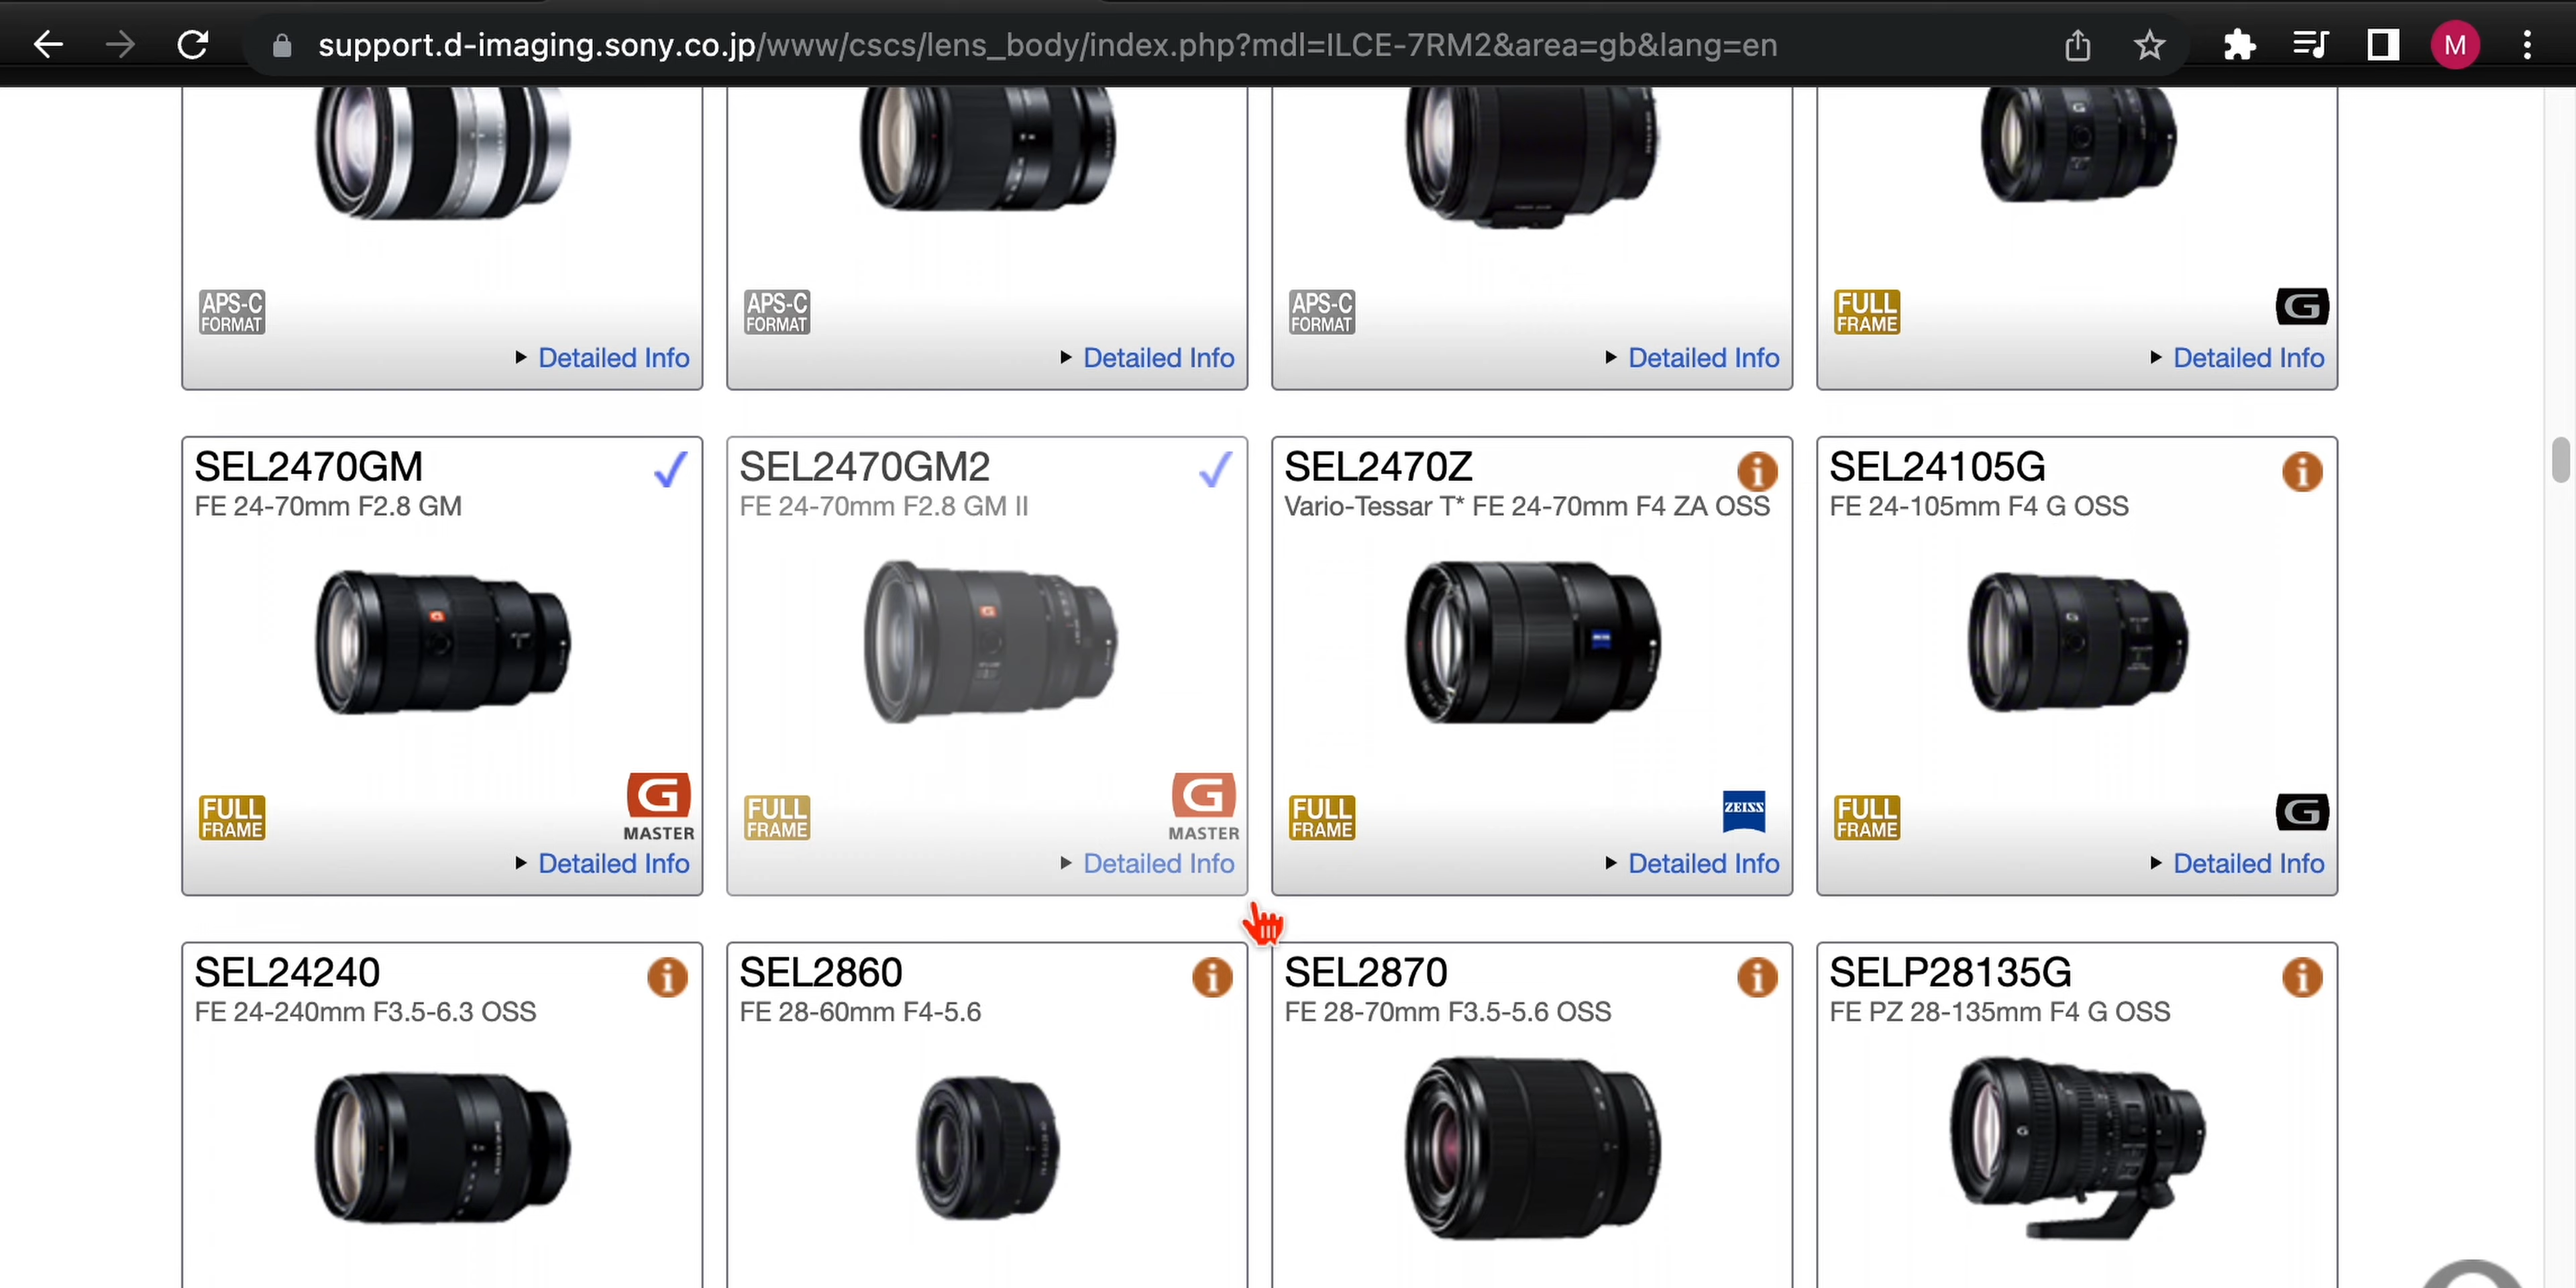 support.d-imaging.sony.co.jp/www/cscs/lens_body/index.php?mdl=ILCE-7RM2&area=gb&lang=en
M
APS-C
FORMAT
Detailed Info
APS-C
FORMAT
Detailed Info
APS-C
FORMAT
Detailed Info
FULL
FRAME
G
Detailed Info
SEL2470GM
FE 24-70mm F2.8 GM
FULL
FRAME
G
MASTER
Detailed Info
SEL2470GM2
FE 24-70mm F2.8 GM II
FULL
FRAME
G
MASTER
Detailed Info
SEL2470Z
Vario-Tessar T* FE 24-70mm F4 ZA OSS
FULL
FRAME
ZEISS
Detailed Info
SEL24105G
FE 24-105mm F4 G OSS
FULL
FRAME
G
Detailed Info
SEL24240
FE 24-240mm F3.5-6.3 OSS
SEL2860
FE 28-60mm F4-5.6
SEL2870
FE 28-70mm F3.5-5.6 OSS
SELP28135G
FE PZ 28-135mm F4 G OSS